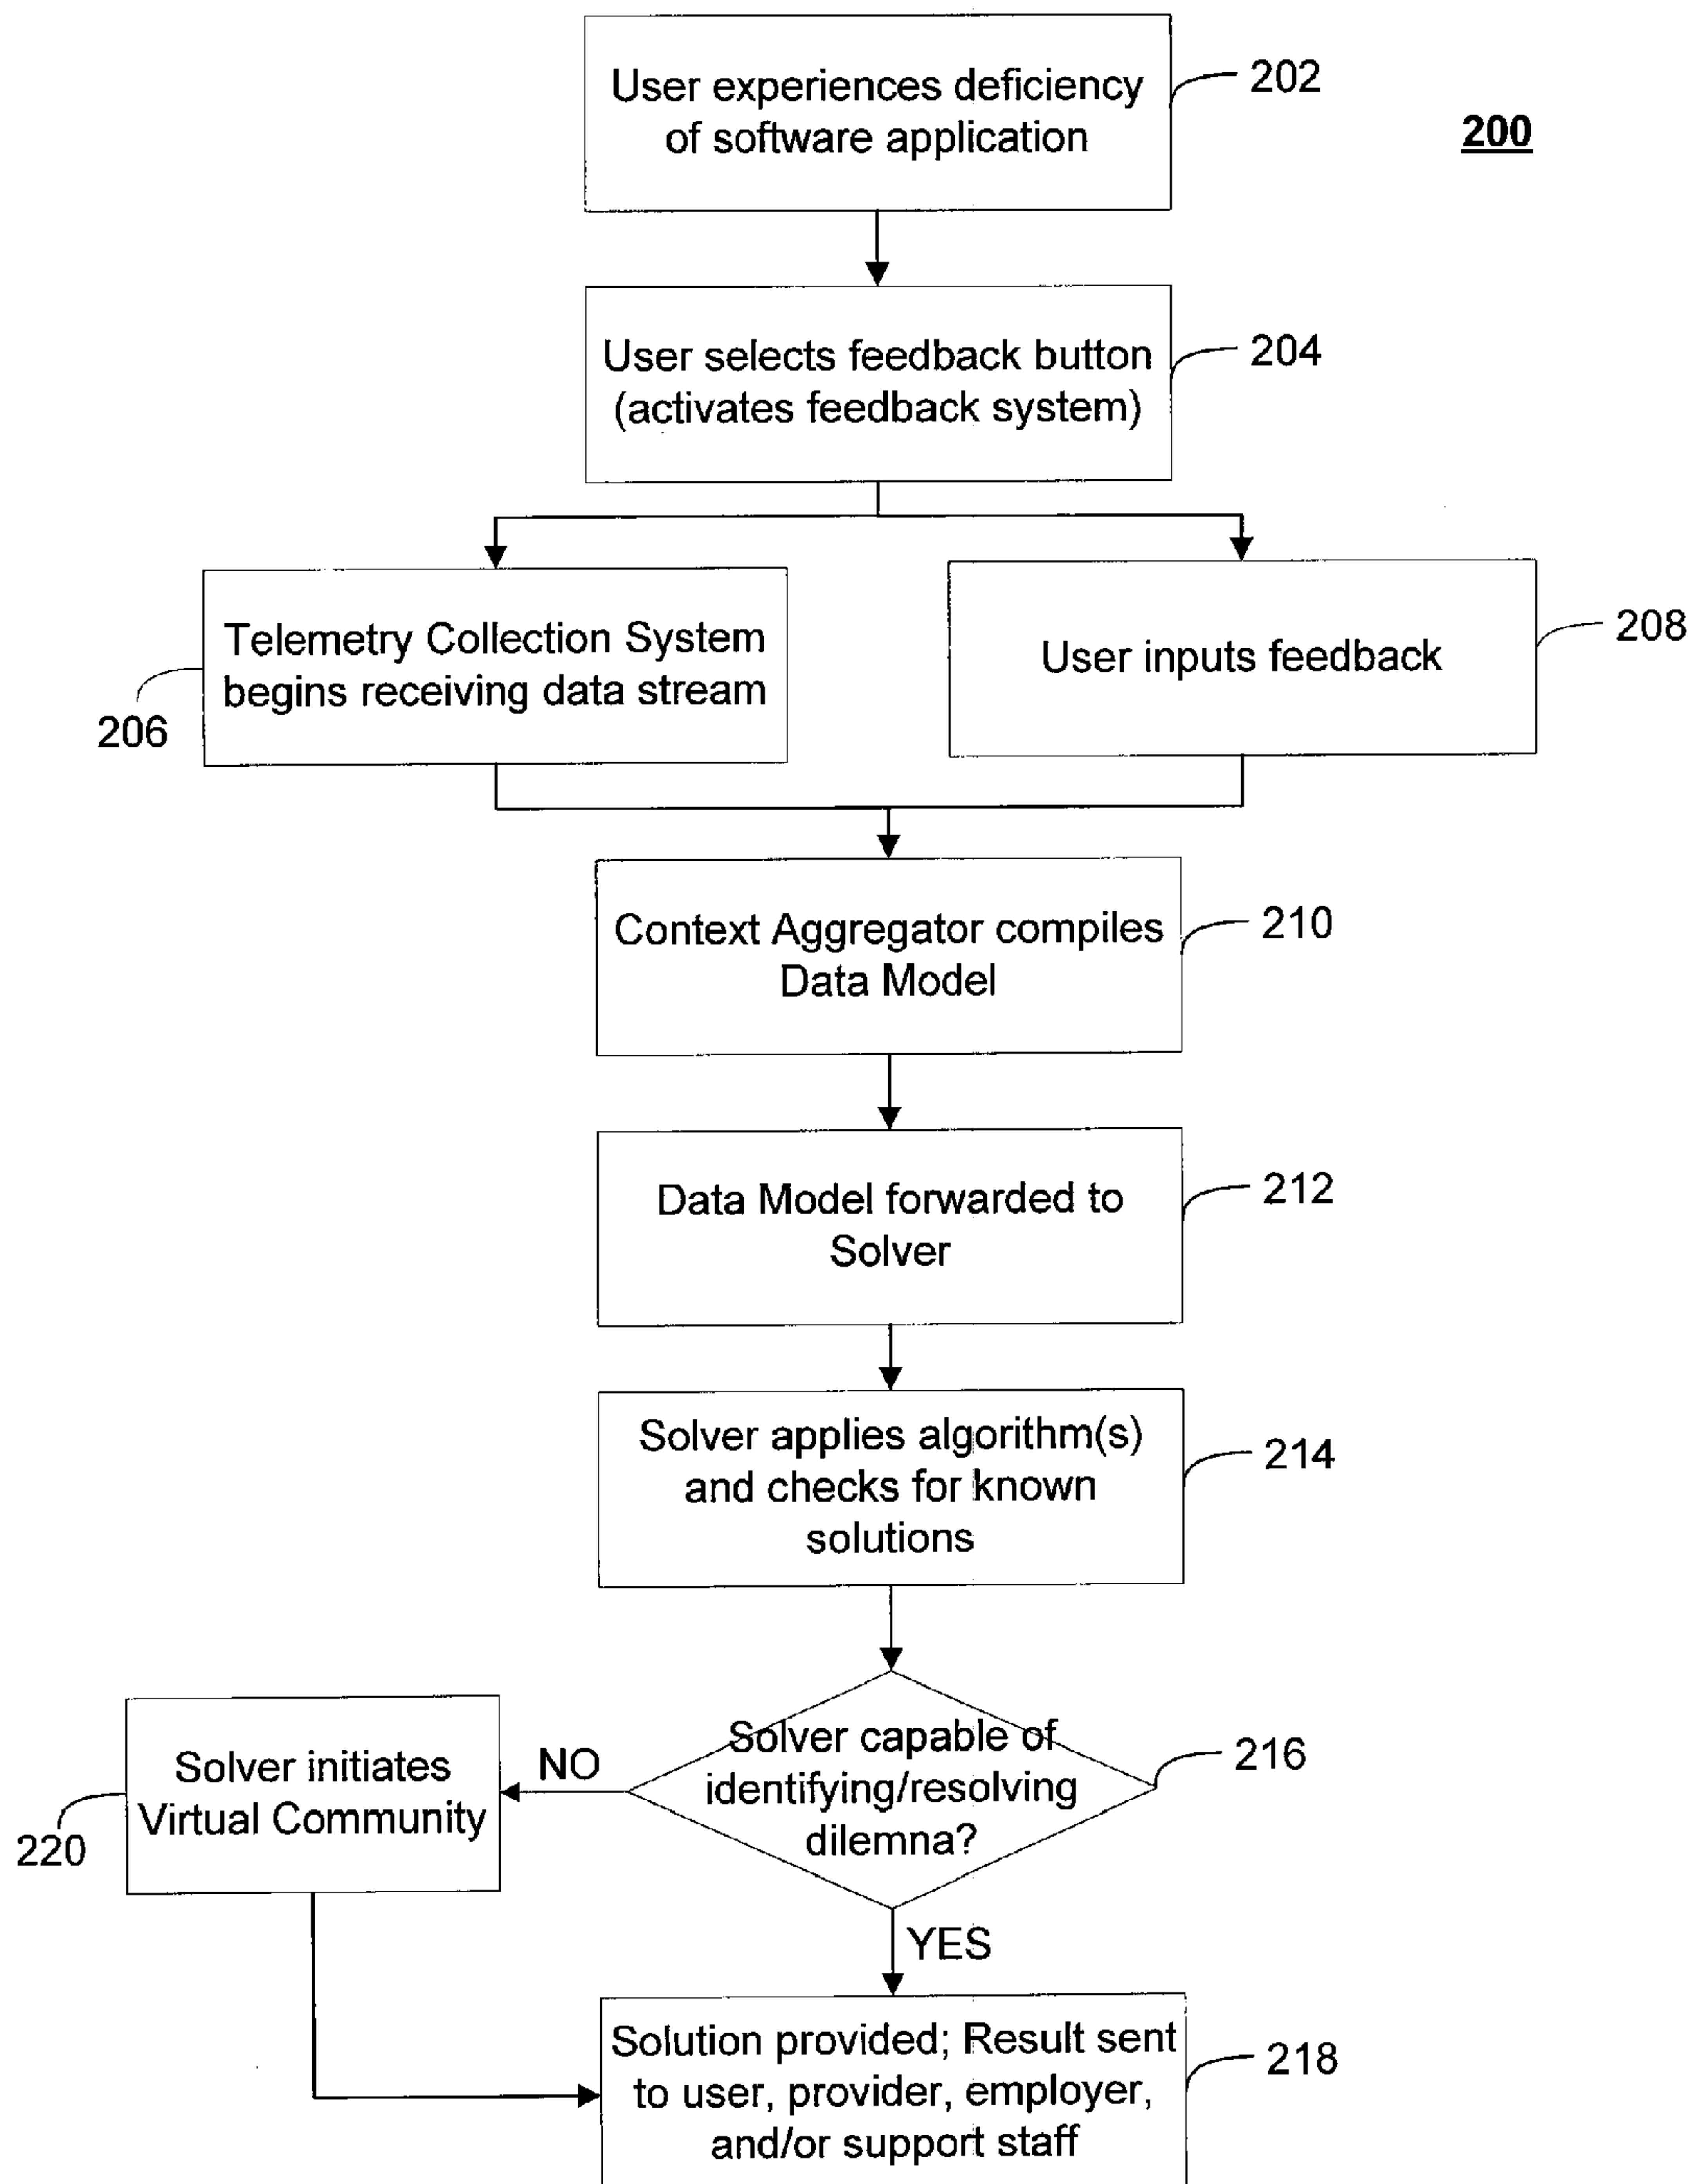 User experiences deficiency
of software application
202
200
User selects feedback button
(activates feedback system)
204
Telemetry Collection System
begins receiving data stream
206
User inputs feedback
208
Context Aggregator compiles
Data Model
210
Data Model forwarded to
Solver
212
Solver applies algorithm(s)
and checks for known
solutions
214
Solver capable of
identifying/resolving
dilemna?
216
NO
Solver initiates
Virtual Community
220
YES
Solution provided; Result sent
to user, provider, employer,
and/or support staff
218